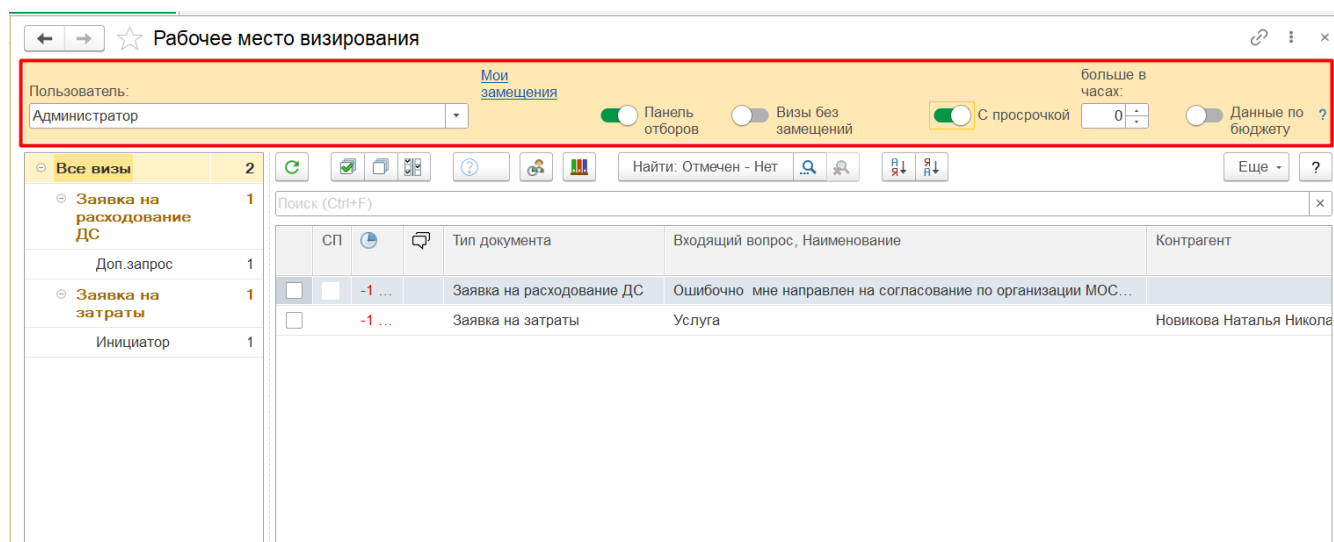 Рабочее место визирования
Пользователь:
Администратор
Мои
замещения
Панель
отборов
Визы без
замещений
С просрочкой
больше в
часах:
0
Данные по
бюджету
?
Все визы 2
Заявка на
расходование
ДС
1
Доп.запрос 1
Заявка на
затраты
1
Инициатор 1
Найти: Отмечен - Нет
Еще
?
Поиск (Ctrl+F)
СП Тип документа Входящий вопрос, Наименование Контрагент
-1 ... Заявка на расходование ДС Ошибочно мне направлен на согласование по организации МОС...
-1 ... Заявка на затраты Услуга Новикова Наталья Никола